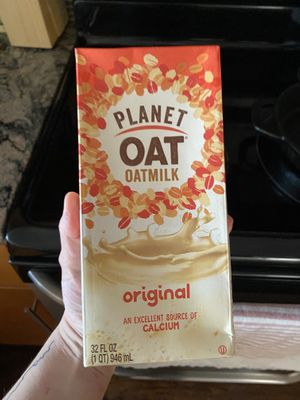 PLANET
OAT
OATMILK
original
AN EXCELLENT SOURCE OF
CALCIUM
32 FL OZ
(1 QT) 946 mL